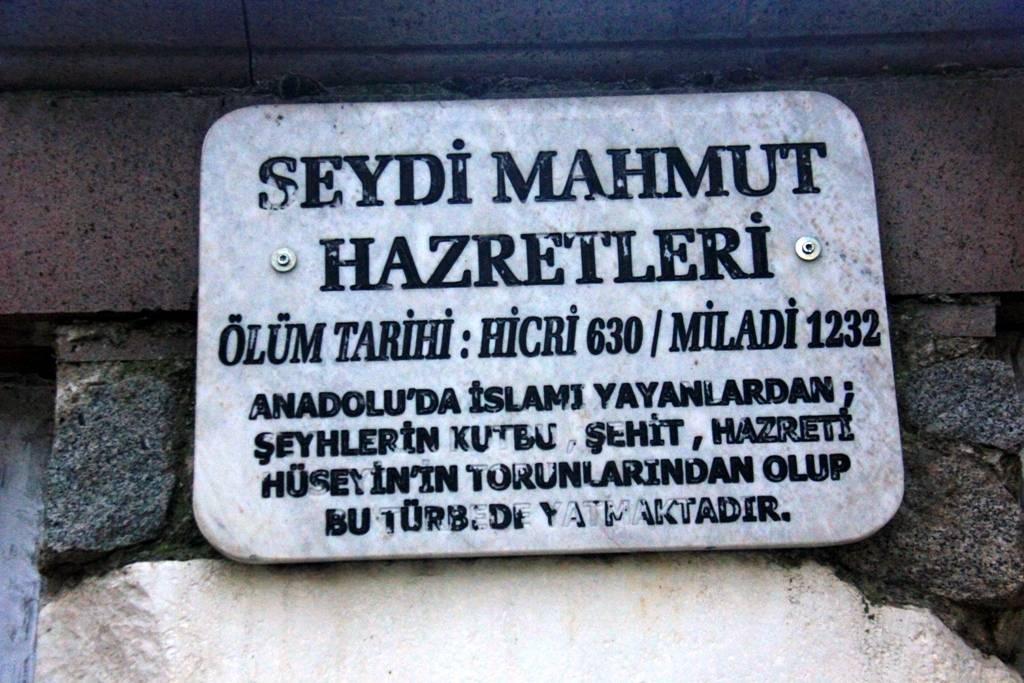 SEYDİ MAHMUT
HAZRETLERİ
ÖLÜM TARİHİ : HİCRİ 630 / MİLADİ 1232
ANADOLU'DA İSLAMI YAYANLARDAN ;
ŞEYHLERİN KUTBU , ŞEHİT , HAZRETİ
HÜSEYİN'İN TORUNLARINDAN OLUP
BU TÜRBEDE YATMAKTADIR.